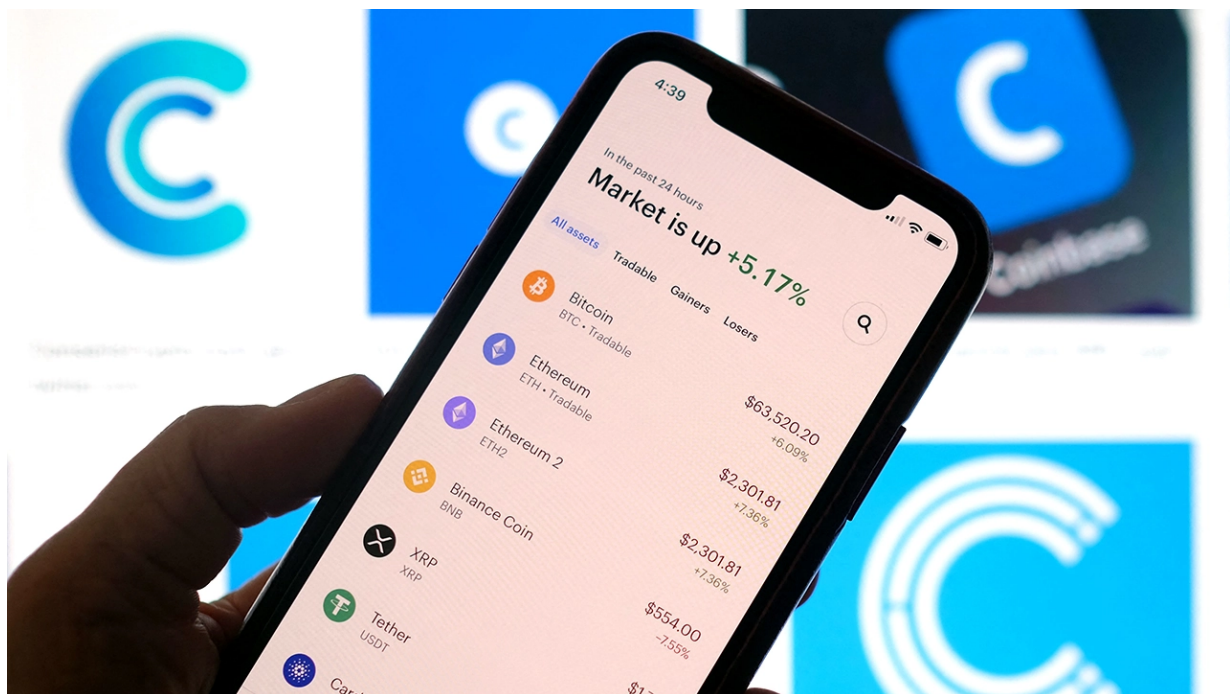 4:39
In the past 24 hours
Market is up +5.17%
All assets Tradable Gainers Losers
Bitcoin $63,520.20
BTC • Tradable +6.09%
Ethereum $2,301.81
ETH • Tradable +7.36%
Ethereum 2 $2,301.81
ETH2 +7.36%
Binance Coin $554.00
BNB -7.55%
XRP
XRP
Tether
USDT
Coinbase